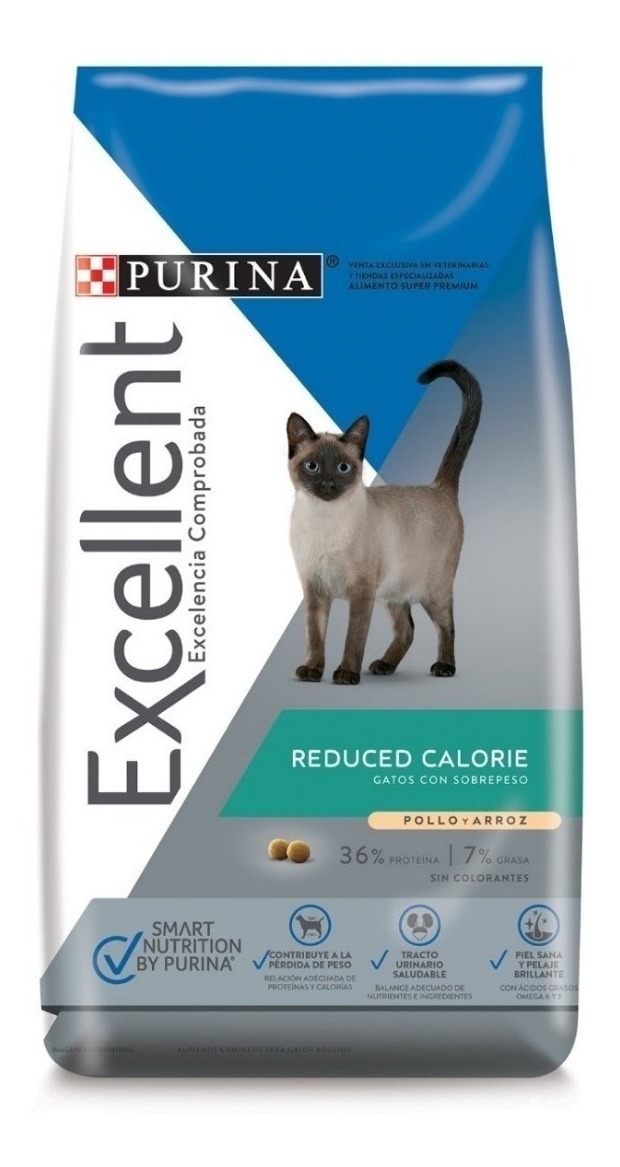 PURINA®
VENTA EXCLUSIVA EN VETERINARIAS
Y TIENDAS ESPECIALIZADAS
ALIMENTO SUPER PREMIUM
Excellent
Excelencia Comprobada
REDUCED CALORIE
GATOS CON SOBREPESO
POLLO Y ARROZ
36% PROTEÍNA | 7% GRASA
SIN COLORANTES
SMART
NUTRITION
BY PURINA®
CONTRIBUYE A LA
PÉRDIDA DE PESO
RELACIÓN ADECUADA DE
PROTEÍNAS Y CALORÍAS
TRACTO
URINARIO
SALUDABLE
BALANCE ADECUADO DE
NUTRIENTES E INGREDIENTES
PIEL SANA
Y PELAJE
BRILLANTE
CON ÁCIDOS GRASOS
OMEGA 6 Y 3
ALIMENTO COMPLETO PARA GATOS ADULTOS